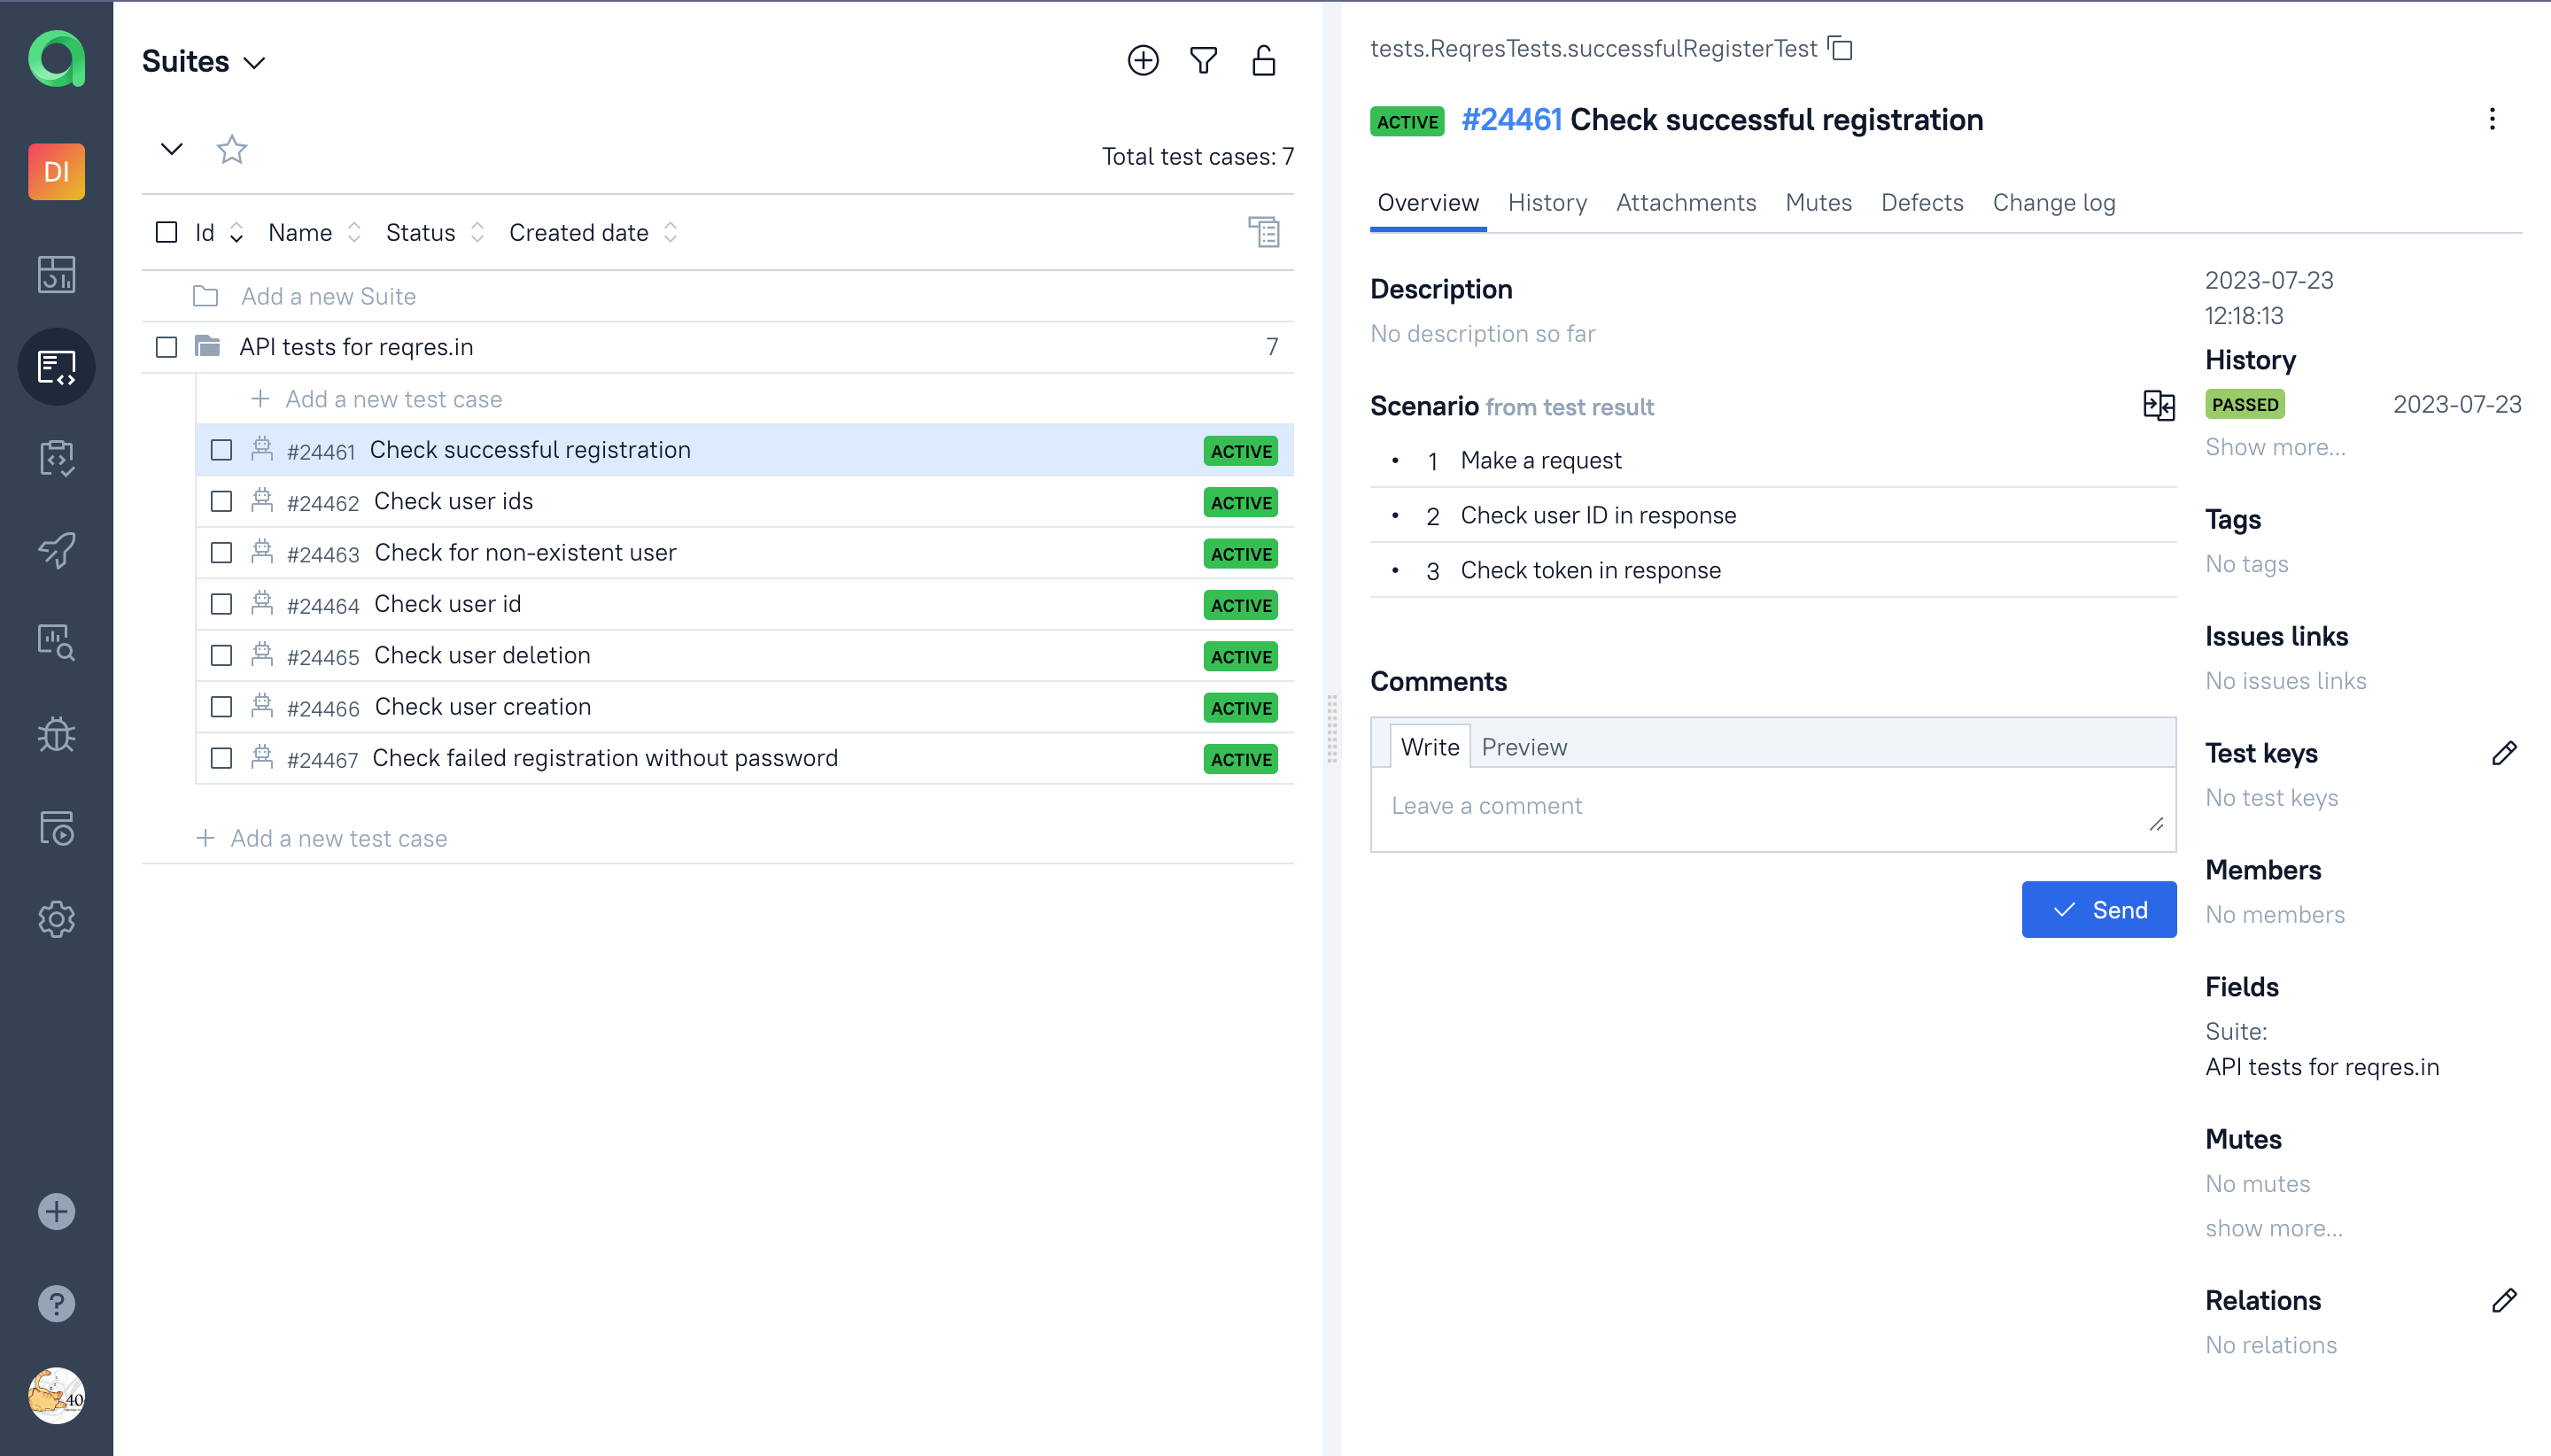 Suites
DI
Total test cases: 7
Id Name Status Created date
Add a new Suite
API tests for reqres.in 7
Add a new test case
#24461 Check successful registration ACTIVE
#24462 Check user ids ACTIVE
#24463 Check for non-existent user ACTIVE
#24464 Check user id ACTIVE
#24465 Check user deletion ACTIVE
#24466 Check user creation ACTIVE
#24467 Check failed registration without password ACTIVE
Add a new test case
40
tests.ReqresTests.successfulRegisterTest
ACTIVE #24461 Check successful registration
Overview History Attachments Mutes Defects Change log
Description
No description so far
Scenario from test result
• 1 Make a request
• 2 Check user ID in response
• 3 Check token in response
Comments
Write Preview
Leave a comment
Send
2023-07-23
12:18:13
History
PASSED 2023-07-23
Show more...
Tags
No tags
Issues links
No issues links
Test keys
No test keys
Members
No members
Fields
Suite:
API tests for reqres.in
Mutes
No mutes
show more...
Relations
No relations